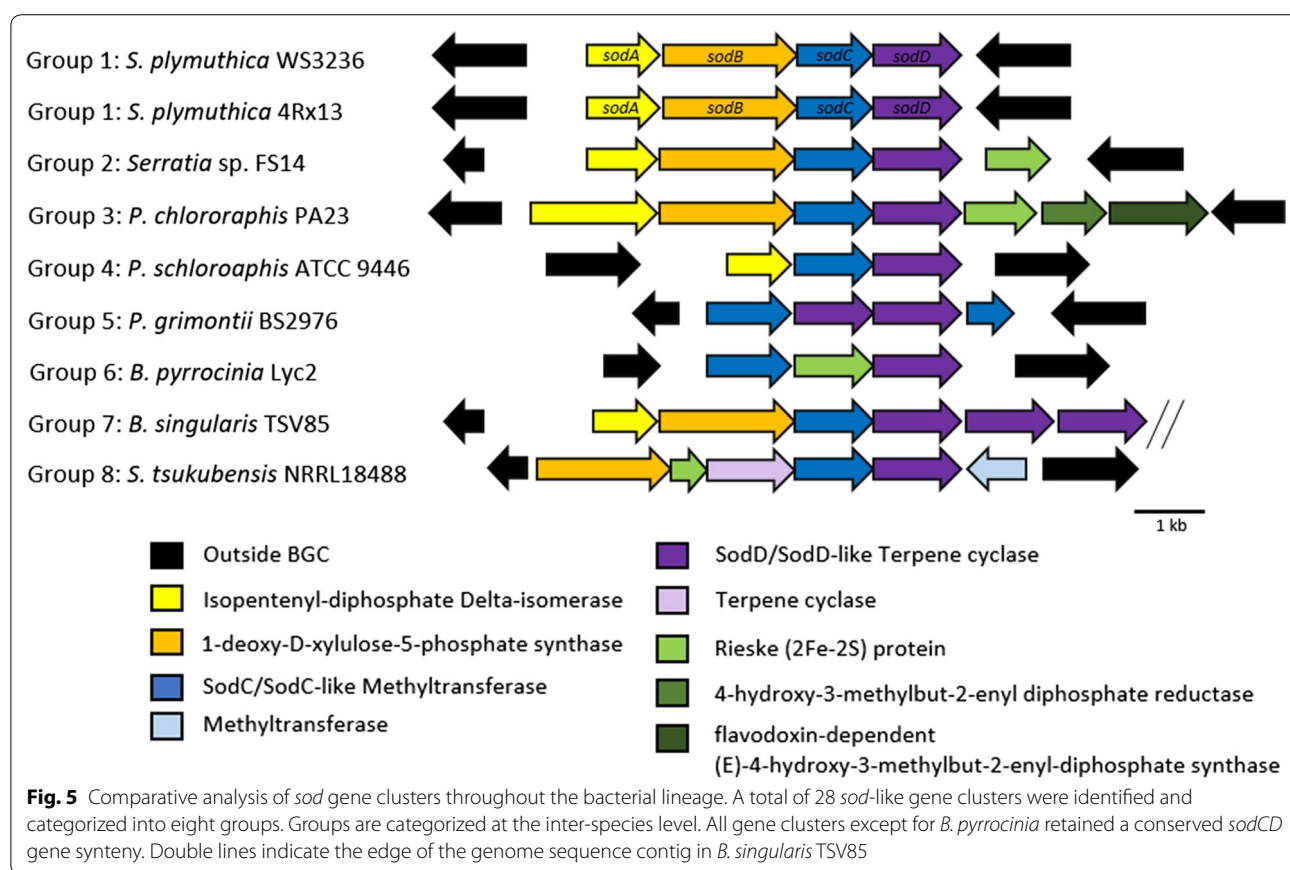 Group 1: S. plymuthica WS3236
sodA sodB sodC sodD
Group 1: S. plymuthica 4Rx13
sodA sodB sodC sodD
Group 2: Serratia sp. FS14
Group 3: P. chlororaphis PA23
Group 4: P. schloroaphis ATCC 9446
Group 5: P. grimontii BS2976
Group 6: B. pyrrocinia Lyc2
Group 7: B. singularis TSV85
Group 8: S. tsukubensis NRRL18488
1 kb
Outside BGC
Isopentenyl-diphosphate Delta-isomerase
1-deoxy-D-xylulose-5-phosphate synthase
SodC/SodC-like Methyltransferase
Methyltransferase
SodD/SodD-like Terpene cyclase
Terpene cyclase
Rieske (2Fe-2S) protein
4-hydroxy-3-methylbut-2-enyl diphosphate reductase
flavodoxin-dependent
(E)-4-hydroxy-3-methylbut-2-enyl-diphosphate synthase
Fig. 5 Comparative analysis of sod gene clusters throughout the bacterial lineage. A total of 28 sod-like gene clusters were identified and
categorized into eight groups. Groups are categorized at the inter-species level. All gene clusters except for B. pyrrocinia retained a conserved sodCD
gene synteny. Double lines indicate the edge of the genome sequence contig in B. singularis TSV85